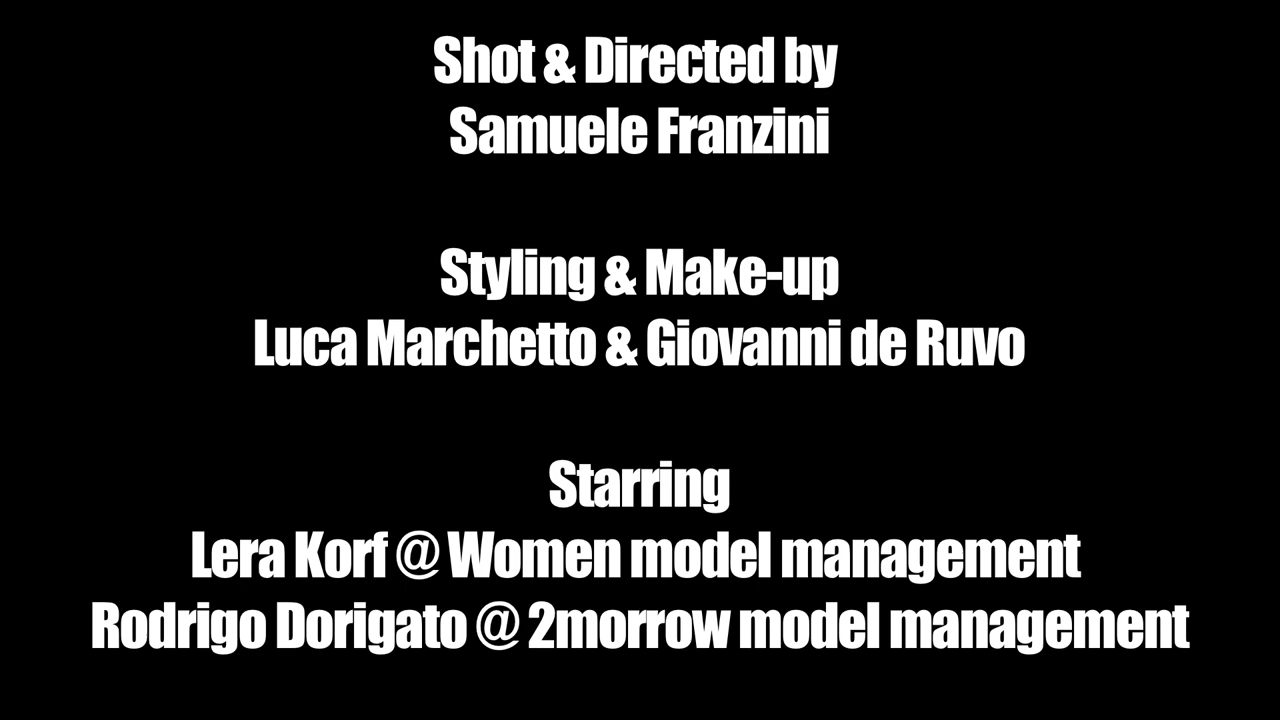 Shot & Directed by
Samuele Franzini
Styling & Make-up
Luca Marchetto & Giovanni de Ruvo
Starring
Lera Korf @ Women model management
Rodrigo Dorigato @ 2morrow model management